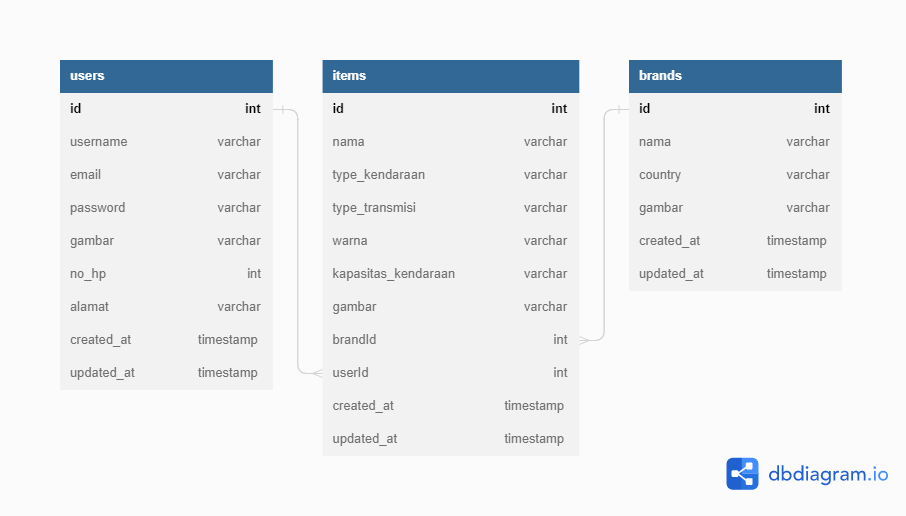 users
id int
username varchar
email varchar
password varchar
gambar varchar
no_hp int
alamat varchar
created_at timestamp
updated_at timestamp
items
id int
nama varchar
type_kendaraan varchar
type_transmisi varchar
warna varchar
kapasitas_kendaraan varchar
gambar varchar
brandId int
userId int
created_at timestamp
updated_at timestamp
brands
id int
nama varchar
country varchar
gambar varchar
created_at timestamp
updated_at timestamp
dbdiagram.io